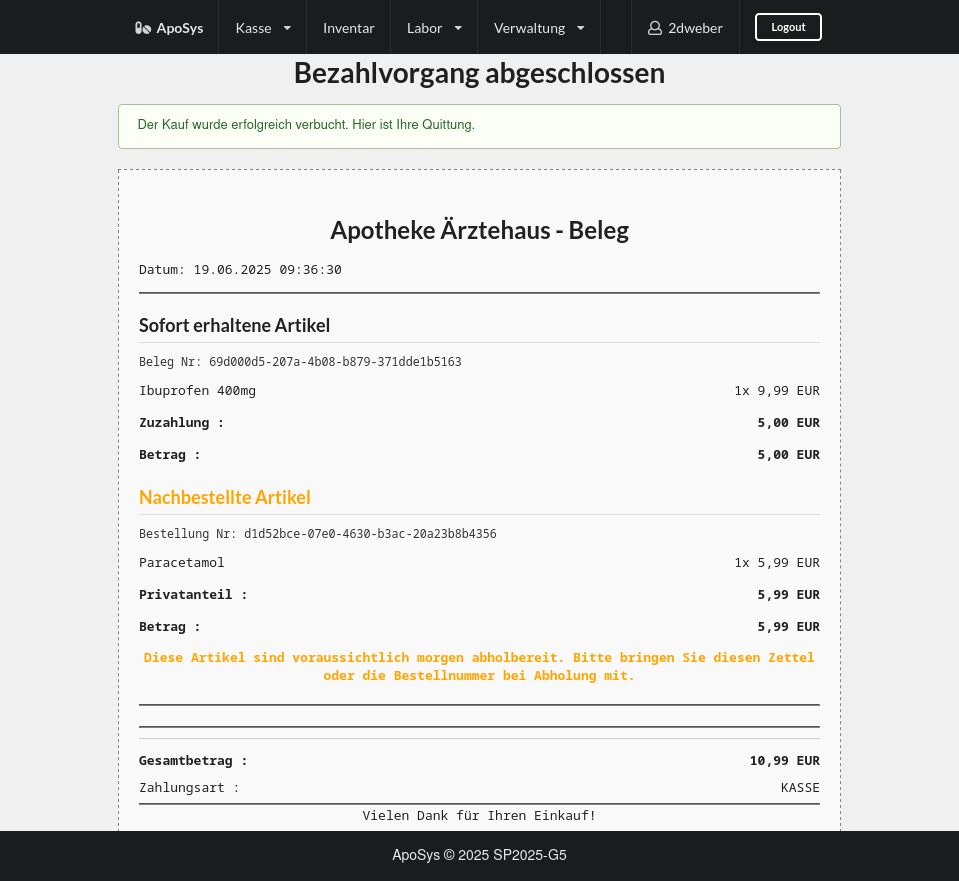 ApoSys Kasse Inventar Labor Verwaltung 2dweber Logout
Bezahlvorgang abgeschlossen
Der Kauf wurde erfolgreich verbucht. Hier ist Ihre Quittung.
Apotheke Ärztehaus - Beleg
Datum: 19.06.2025 09:36:30
Sofort erhaltene Artikel
Beleg Nr: 69d000d5-207a-4b08-b879-371dde1b5163
Ibuprofen 400mg 1x 9,99 EUR
Zuzahlung : 5,00 EUR
Betrag : 5,00 EUR
Nachbestellte Artikel
Bestellung Nr: d1d52bce-07e0-4630-b3ac-20a23b8b4356
Paracetamol 1x 5,99 EUR
Privatanteil : 5,99 EUR
Betrag : 5,99 EUR
Diese Artikel sind voraussichtlich morgen abholbereit. Bitte bringen Sie diesen Zettel
oder die Bestellnummer bei Abholung mit.
Gesamtbetrag : 10,99 EUR
Zahlungsart : KASSE
Vielen Dank für Ihren Einkauf!
ApoSys © 2025 SP2025-G5